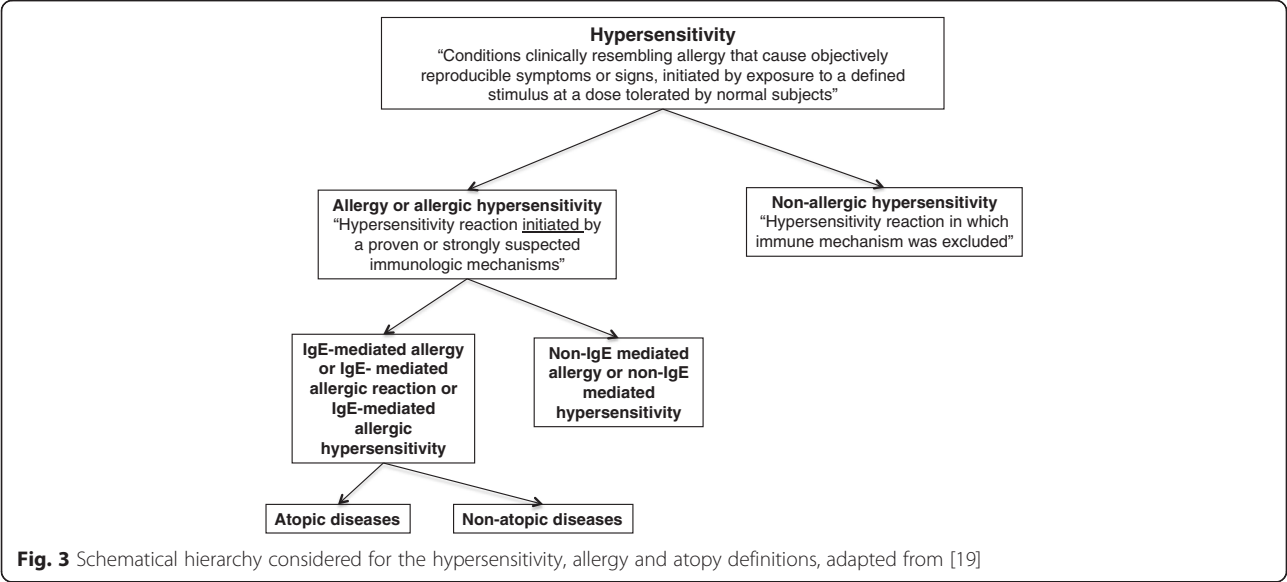 Hypersensitivity
“Conditions clinically resembling allergy that cause objectively
reproducible symptoms or signs, initiated by exposure to a defined
stimulus at a dose tolerated by normal subjects”
Allergy or allergic hypersensitivity
“Hypersensitivity reaction initiated by
a proven or strongly suspected
immunologic mechanisms”
Non-allergic hypersensitivity
“Hypersensitivity reaction in which
immune mechanism was excluded”
IgE-mediated allergy
or IgE- mediated
allergic reaction or
IgE-mediated
allergic
hypersensitivity
Non-IgE mediated
allergy or non-IgE
mediated
hypersensitivity
Atopic diseases
Non-atopic diseases
Fig. 3 Schematical hierarchy considered for the hypersensitivity, allergy and atopy definitions, adapted from [19]